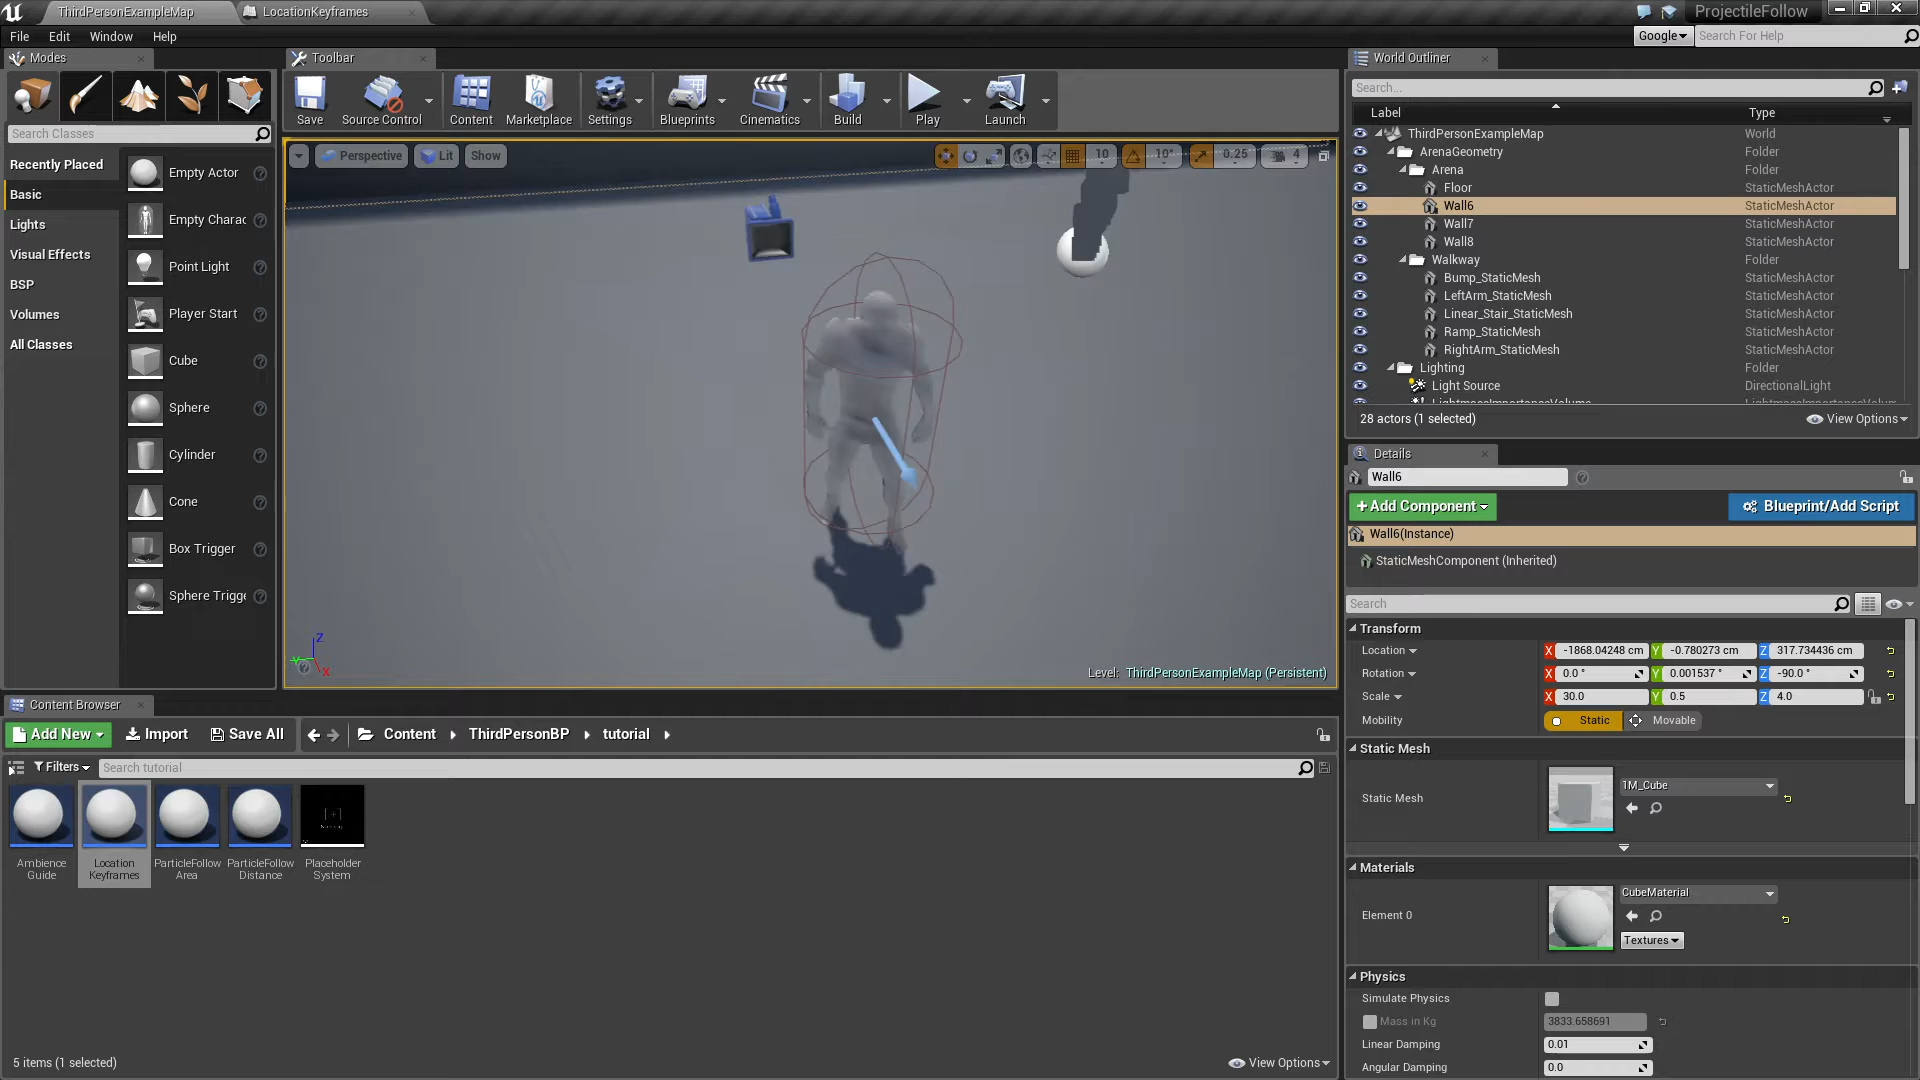 ThirdPersonExampleMap
LocationKeyframes
ProjectileFollow
File
Edit
Window
Help
Google
Search For Help
Modes
Toolbar
World Outliner
Save
Source Control
Content
Marketplace
Settings
Blueprints
Cinematics
Build
Play
Launch
Search...
Label
Type
Search Classes
Recently Placed
Basic
Lights
Visual Effects
BSP
Volumes
All Classes
Empty Actor
Empty Charac
Point Light
Player Start
Cube
Sphere
Cylinder
Cone
Box Trigger
Sphere Trigge
Perspective
Lit
Show
10
10°
0.25
4
Z
X
Level: ThirdPersonExampleMap (Persistent)
ThirdPersonExampleMap World
ArenaGeometry Folder
Arena Folder
Floor StaticMeshActor
Wall6 StaticMeshActor
Wall7 StaticMeshActor
Wall8 StaticMeshActor
Walkway Folder
Bump_StaticMesh StaticMeshActor
LeftArm_StaticMesh StaticMeshActor
Linear_Stair_StaticMesh StaticMeshActor
Ramp_StaticMesh StaticMeshActor
RightArm_StaticMesh StaticMeshActor
Lighting Folder
Light Source DirectionalLight
28 actors (1 selected)
View Options
Details
Wall6
+ Add Component
Blueprint/Add Script
Wall6(Instance)
StaticMeshComponent (Inherited)
Search
Transform
Location X -1868.04248 cm Y -0.780273 cm Z 317.734436 cm
Rotation X 0.0 ° Y 0.001537 ° Z -90.0 °
Scale X 30.0 Y 0.5 Z 4.0
Mobility Static Movable
Static Mesh
Static Mesh
1M_Cube
Materials
Element 0
CubeMaterial
Textures
Physics
Simulate Physics
Mass in Kg 3833.658691
Linear Damping 0.01
Angular Damping 0.0
Content Browser
Add New
Import
Save All
Content
ThirdPersonBP
tutorial
Filters
Search tutorial
Ambience
Guide
Location
Keyframes
ParticleFollow
Area
ParticleFollow
Distance
Placeholder
System
5 items (1 selected)
View Options